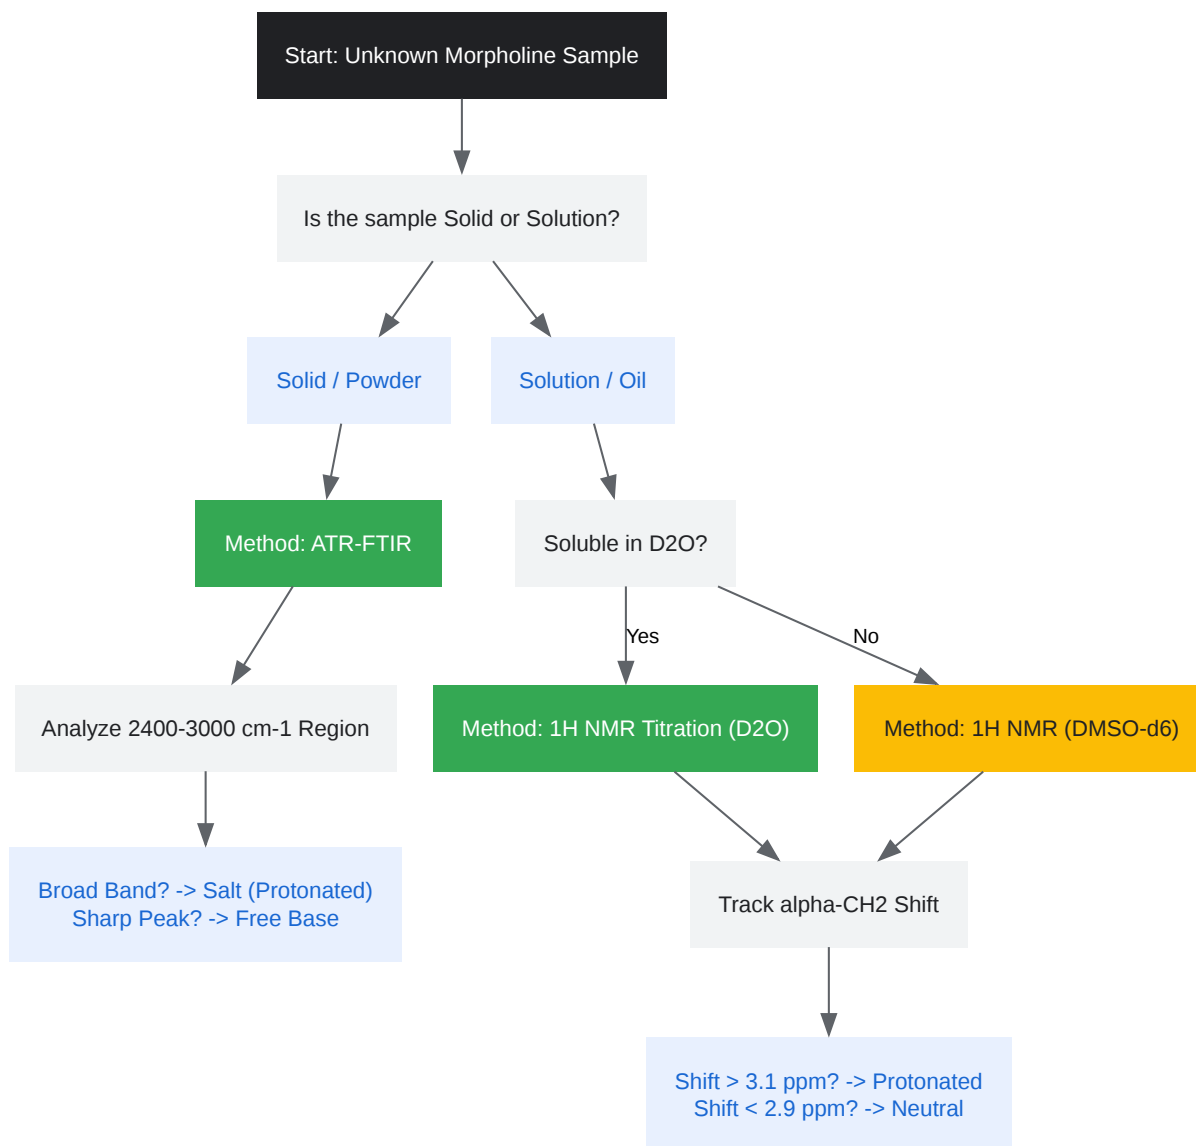 Start: Unknown Morpholine Sample
Is the sample Solid or Solution?
Solid / Powder
Solution / Oil
Method: ATR-FTIR
Soluble in D2O?
Yes
No
Analyze 2400-3000 cm-1 Region
Method: 1H NMR Titration (D2O)
Method: 1H NMR (DMSO-d6)
Broad Band? -> Salt (Protonated)
Sharp Peak? -> Free Base
Track alpha-CH2 Shift
Shift > 3.1 ppm? -> Protonated
Shift < 2.9 ppm? -> Neutral